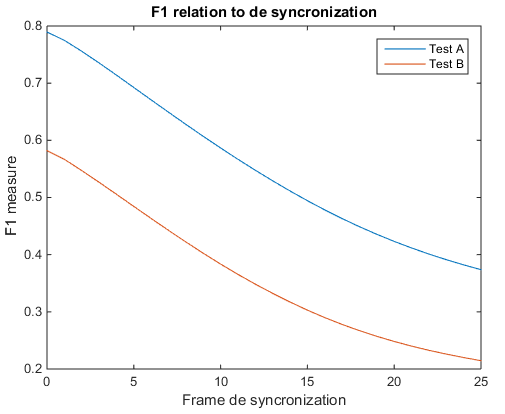 F1 relation to de syncronization
Test A
Test B
F1 measure
0.8
0.7
0.6
0.5
0.4
0.3
0.2
0
5
10
15
20
25
Frame de syncronization